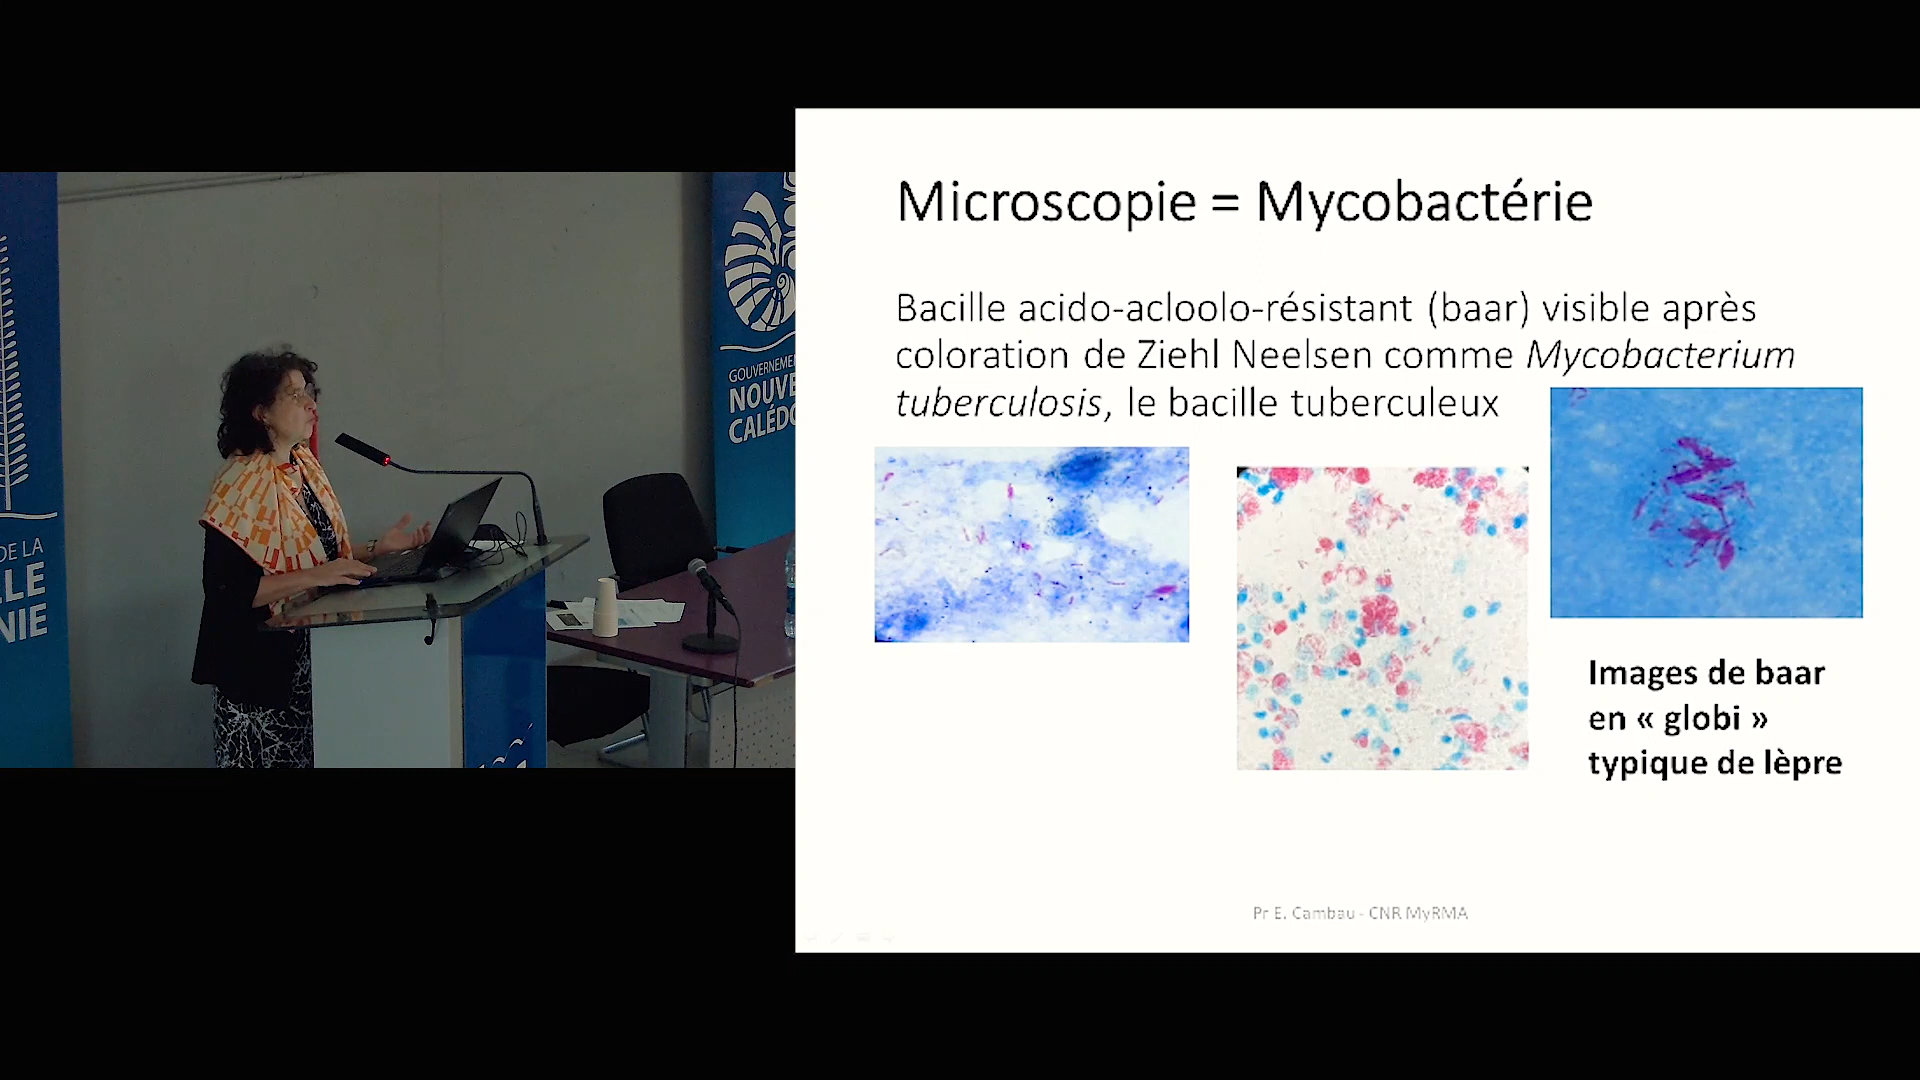 DE LA
GOUVERNEME
NOUVE
CALÉDO
LLE
NIE
Microscopie = Mycobactérie
Bacille acido-acloolo-résistant (baar) visible après
coloration de Ziehl Neelsen comme Mycobacterium
tuberculosis, le bacille tuberculeux
Images de baar
en « globi »
typique de lèpre
Pr E. Cambau - CNR MyRMA